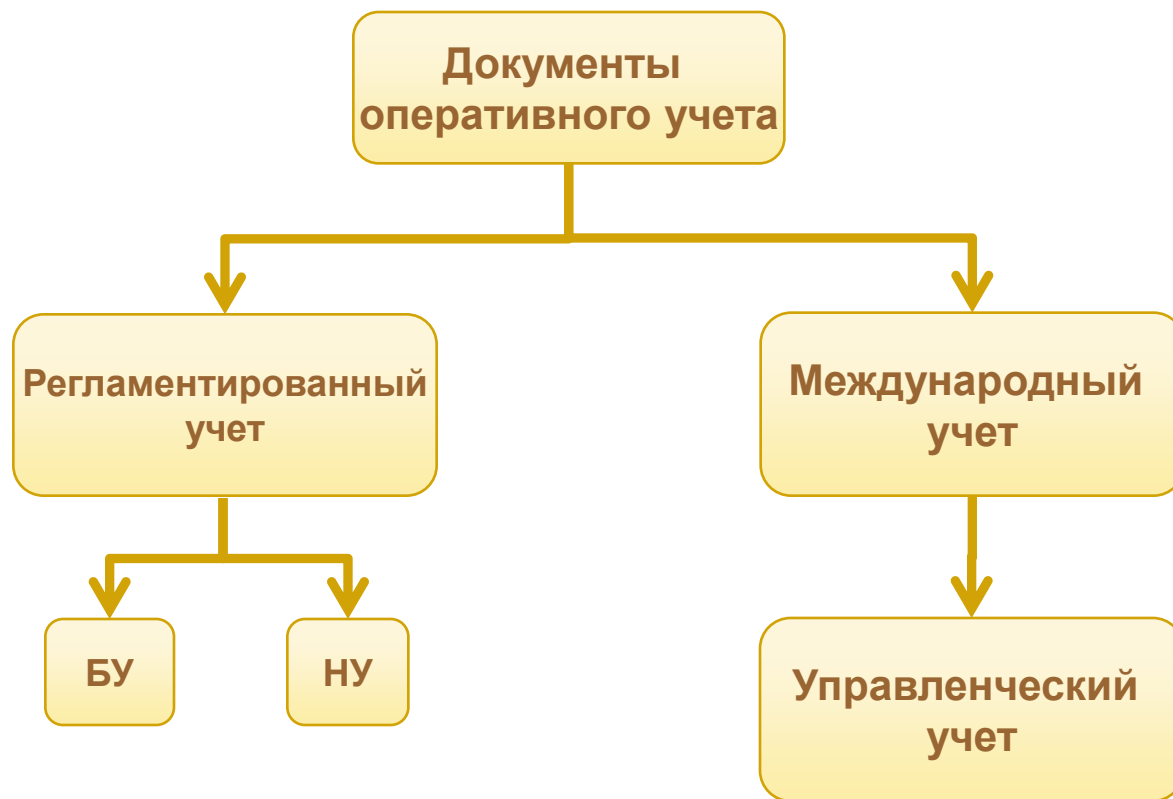 Документы
оперативного учета
Регламентированный
учет
Международный
учет
БУ
НУ
Управленческий
учет